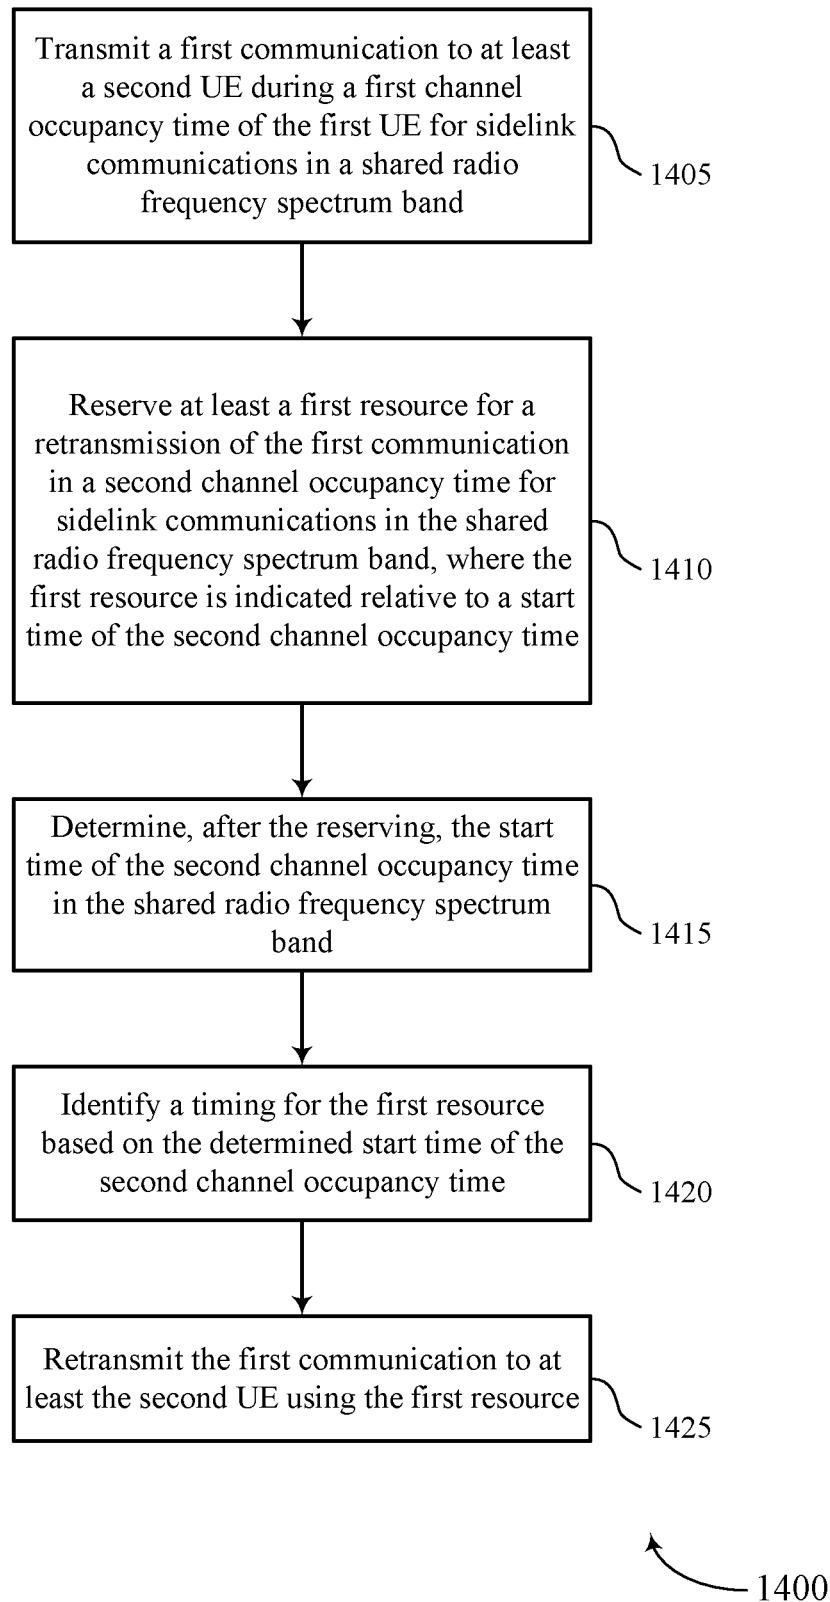 Transmit a first communication to at least
a second UE during a first channel
occupancy time of the first UE for sidelink
communications in a shared radio
frequency spectrum band
1405
Reserve at least a first resource for a
retransmission of the first communication
in a second channel occupancy time for
sidelink communications in the shared
radio frequency spectrum band, where the
first resource is indicated relative to a start
time of the second channel occupancy time
1410
Determine, after the reserving, the start
time of the second channel occupancy time
in the shared radio frequency spectrum
band
1415
Identify a timing for the first resource
based on the determined start time of the
second channel occupancy time
1420
Retransmit the first communication to at
least the second UE using the first resource
1425
1400